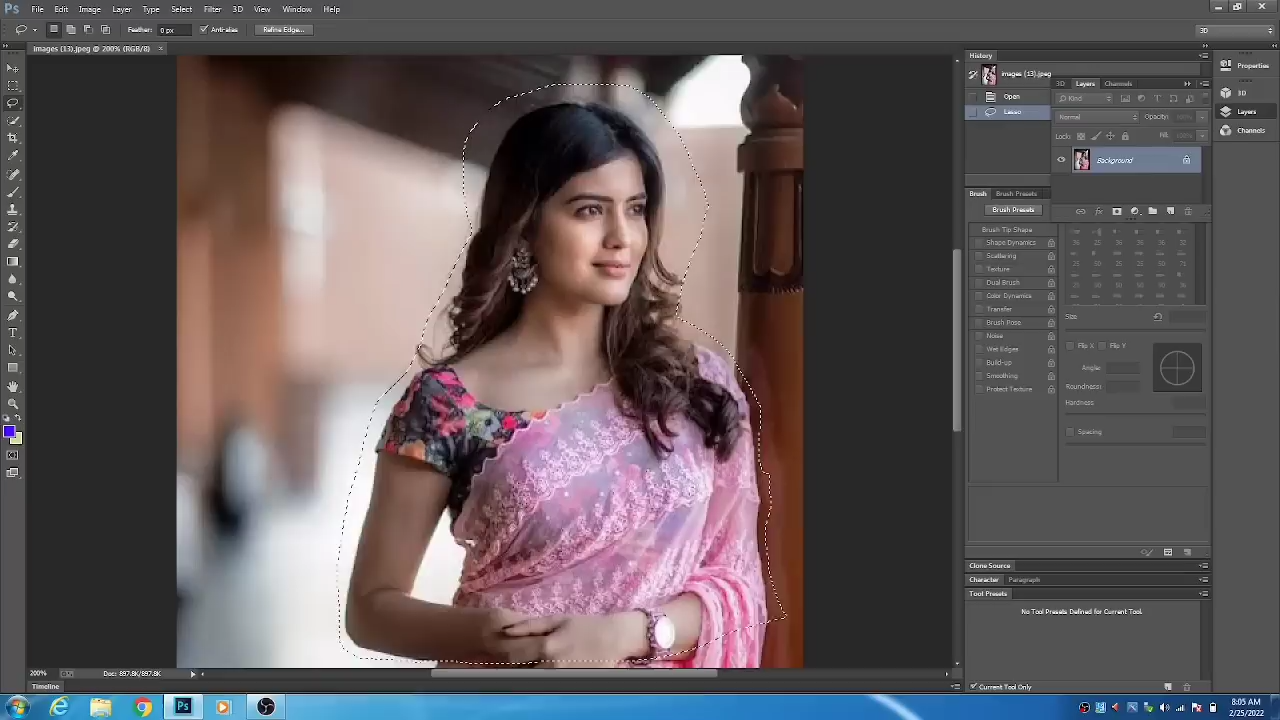 Ps File Edit Image Layer Type Select Filter 3D View Window Help
Feather: 0 px Anti-alias Refine Edge... 3D
images (13).jpeg @ 200% (RGB/8) ×
History
images (13).jpeg
Open
Lasso
3D Layers Channels
Kind
Normal Opacity:
Locks: Fill:
Background
Properties
3D
Layers
Channels
Brush Brush Presets
Brush Presets
Brush Tip Shape
Shape Dynamics
Scattering
Texture
Dual Brush
Color Dynamics
Transfer
Brush Pose
Noise
Wet Edges
Build-up
Smoothing
Protect Texture
Size
Flip X Flip Y
Angle:
Roundness:
Hardness
Spacing
Clone Source
Character Paragraph
Tool Presets
No Tool Presets Defined for Current Tool.
Current Tool Only
200% Doc: 897.8K/897.8K
Timeline
8:05 AM
2/25/2022